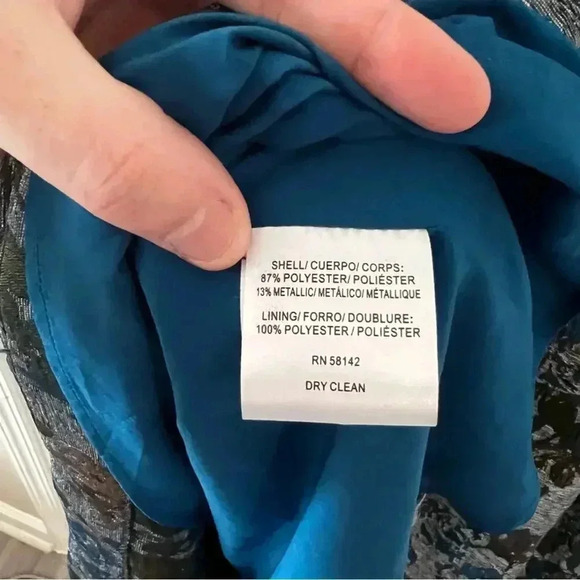 SHELL/ CUERPO/ CORPS:
87% POLYESTER/ POLIÉSTER
13% METALLIC/ METÁLICO/ MÉTALLIQUE
LINING/ FORRO/ DOUBLURE:
100% POLYESTER / POLIÉSTER
RN 58142
DRY CLEAN